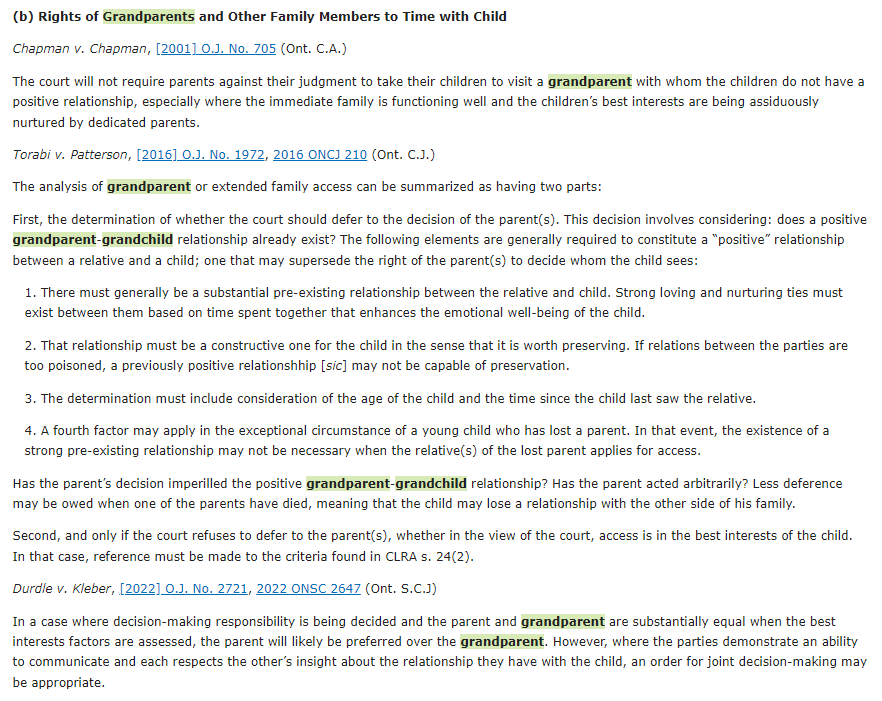 (b) Rights of Grandparents and Other Family Members to Time with Child
Chapman v. Chapman, [2001] O.J. No. 705 (Ont. C.A.)
The court will not require parents against their judgment to take their children to visit a grandparent with whom the children do not have a
positive relationship, especially where the immediate family is functioning well and the children's best interests are being assiduously
nurtured by dedicated parents.
Torabi v. Patterson, [2016] O.J. No. 1972, 2016 ONCJ 210 (Ont. C.J.)
The analysis of grandparent or extended family access can be summarized as having two parts:
First, the determination of whether the court should defer to the decision of the parent(s). This decision involves considering: does a positive
grandparent-grandchild relationship already exist? The following elements are generally required to constitute a “positive” relationship
between a relative and a child; one that may supersede the right of the parent(s) to decide whom the child sees:
1. There must generally be a substantial pre-existing relationship between the relative and child. Strong loving and nurturing ties must
exist between them based on time spent together that enhances the emotional well-being of the child.
2. That relationship must be a constructive one for the child in the sense that it is worth preserving. If relations between the parties are
too poisoned, a previously positive relationshhip [sic] may not be capable of preservation.
3. The determination must include consideration of the age of the child and the time since the child last saw the relative.
4. A fourth factor may apply in the exceptional circumstance of a young child who has lost a parent. In that event, the existence of a
strong pre-existing relationship may not be necessary when the relative(s) of the lost parent applies for access.
Has the parent's decision imperilled the positive grandparent-grandchild relationship? Has the parent acted arbitrarily? Less deference
may be owed when one of the parents have died, meaning that the child may lose a relationship with the other side of his family.
Second, and only if the court refuses to defer to the parent(s), whether in the view of the court, access is in the best interests of the child.
In that case, reference must be made to the criteria found in CLRA s. 24(2).
Durdle v. Kleber, [2022] O.J. No. 2721, 2022 ONSC 2647 (Ont. S.C.J)
In a case where decision-making responsibility is being decided and the parent and grandparent are substantially equal when the best
interests factors are assessed, the parent will likely be preferred over the grandparent. However, where the parties demonstrate an ability
to communicate and each respects the other's insight about the relationship they have with the child, an order for joint decision-making may
be appropriate.